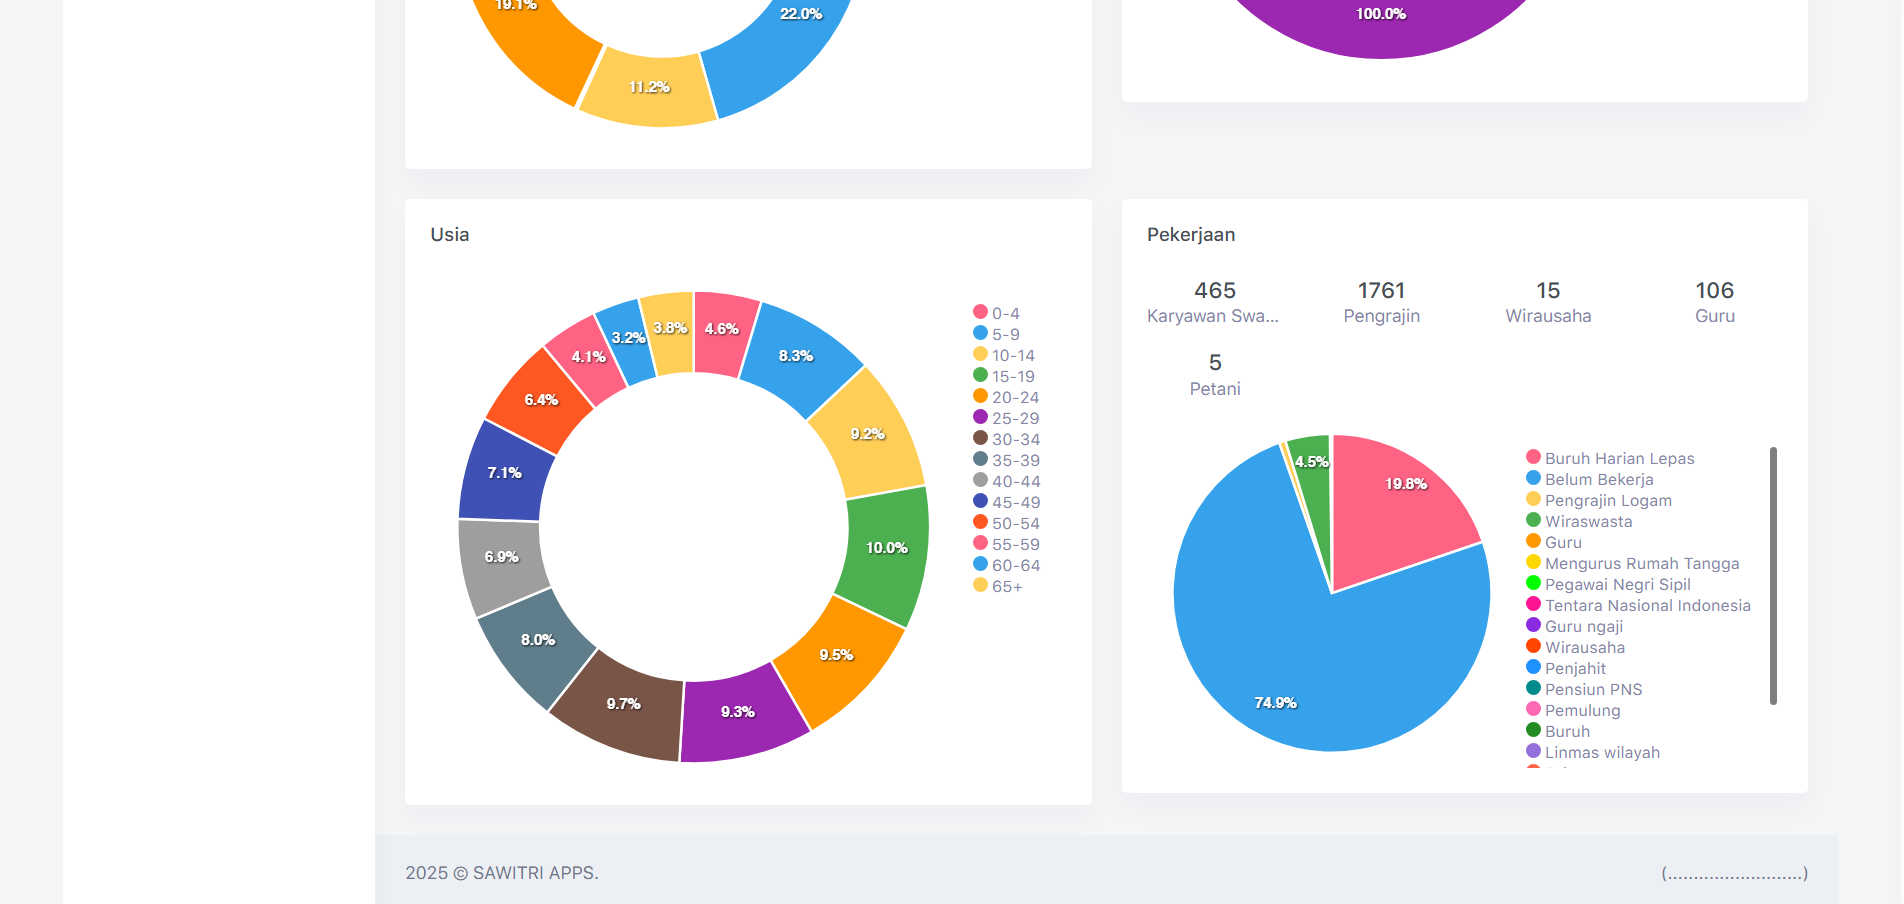 19.1%
22.0%
11.2%
100.0%
Usia
4.6%
8.3%
9.2%
10.0%
9.5%
9.3%
9.7%
8.0%
6.9%
7.1%
6.4%
4.1%
3.2%
3.8%
0-4
5-9
10-14
15-19
20-24
25-29
30-34
35-39
40-44
45-49
50-54
55-59
60-64
65+
Pekerjaan
465
Karyawan Swa...
1761
Pengrajin
15
Wirausaha
106
Guru
5
Petani
4.5%
19.8%
74.9%
Buruh Harian Lepas
Belum Bekerja
Pengrajin Logam
Wiraswasta
Guru
Mengurus Rumah Tangga
Pegawai Negri Sipil
Tentara Nasional Indonesia
Guru ngaji
Wirausaha
Penjahit
Pensiun PNS
Pemulung
Buruh
Linmas wilayah
2025 © SAWITRI APPS.
(..........................)